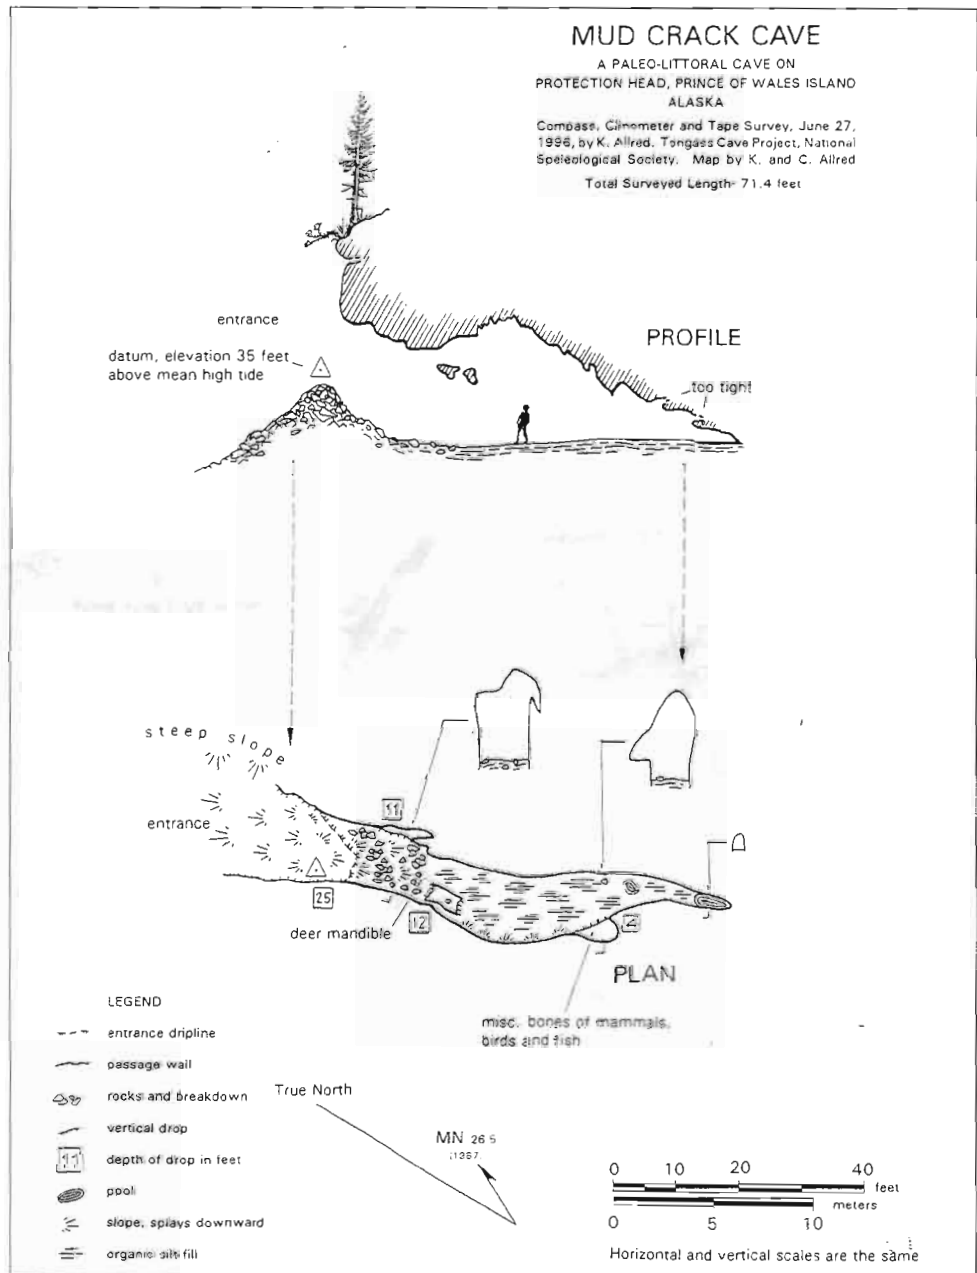 MUD CRACK CAVE
A PALEO-LITTORAL CAVE ON
PROTECTION HEAD, PRINCE OF WALES ISLAND
ALASKA
Compass, Clinometer and Tape Survey, June 27,
1996, by K. Allred. Tongass Cave Project, National
Speleological Society. Map by K. and C. Allred
Total Surveyed Length- 71.4 feet
entrance
PROFILE
datum, elevation 35 feet
above mean high tide
too tight
steep slope
11
entrance
25
12
deer mandible
PLAN
misc. bones of mammals,
birds and fish
LEGEND
entrance dripline
passage wall
rocks and breakdown
vertical drop
11
depth of drop in feet
pool
slope, splays downward
organic silt fill
True North
MN 26.5
0 10 20 40
feet
meters
0 5 10
Horizontal and vertical scales are the same